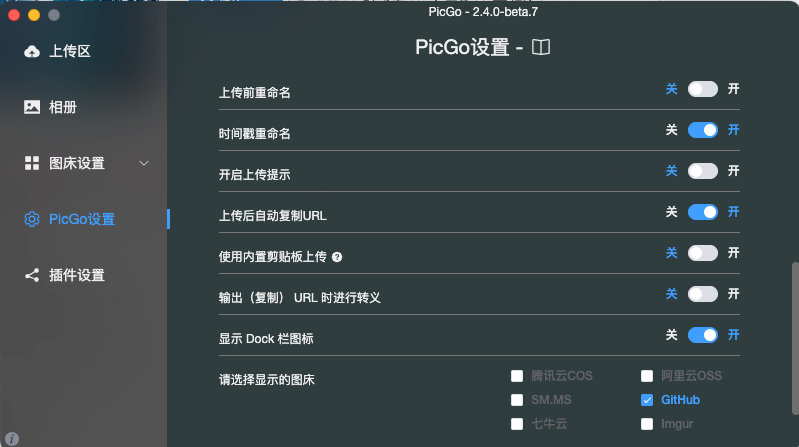 PicGo - 2.4.0-beta.7
上传区
相册
图床设置
PicGo设置
插件设置
PicGo设置 -
上传前重命名 关 开
时间戳重命名 关 开
开启上传提示 关 开
上传后自动复制URL 关 开
使用内置剪贴板上传 关 开
输出（复制） URL 时进行转义 关 开
显示 Dock 栏图标 关 开
请选择显示的图床 腾讯云COS 阿里云OSS
SM.MS GitHub
七牛云 Imgur